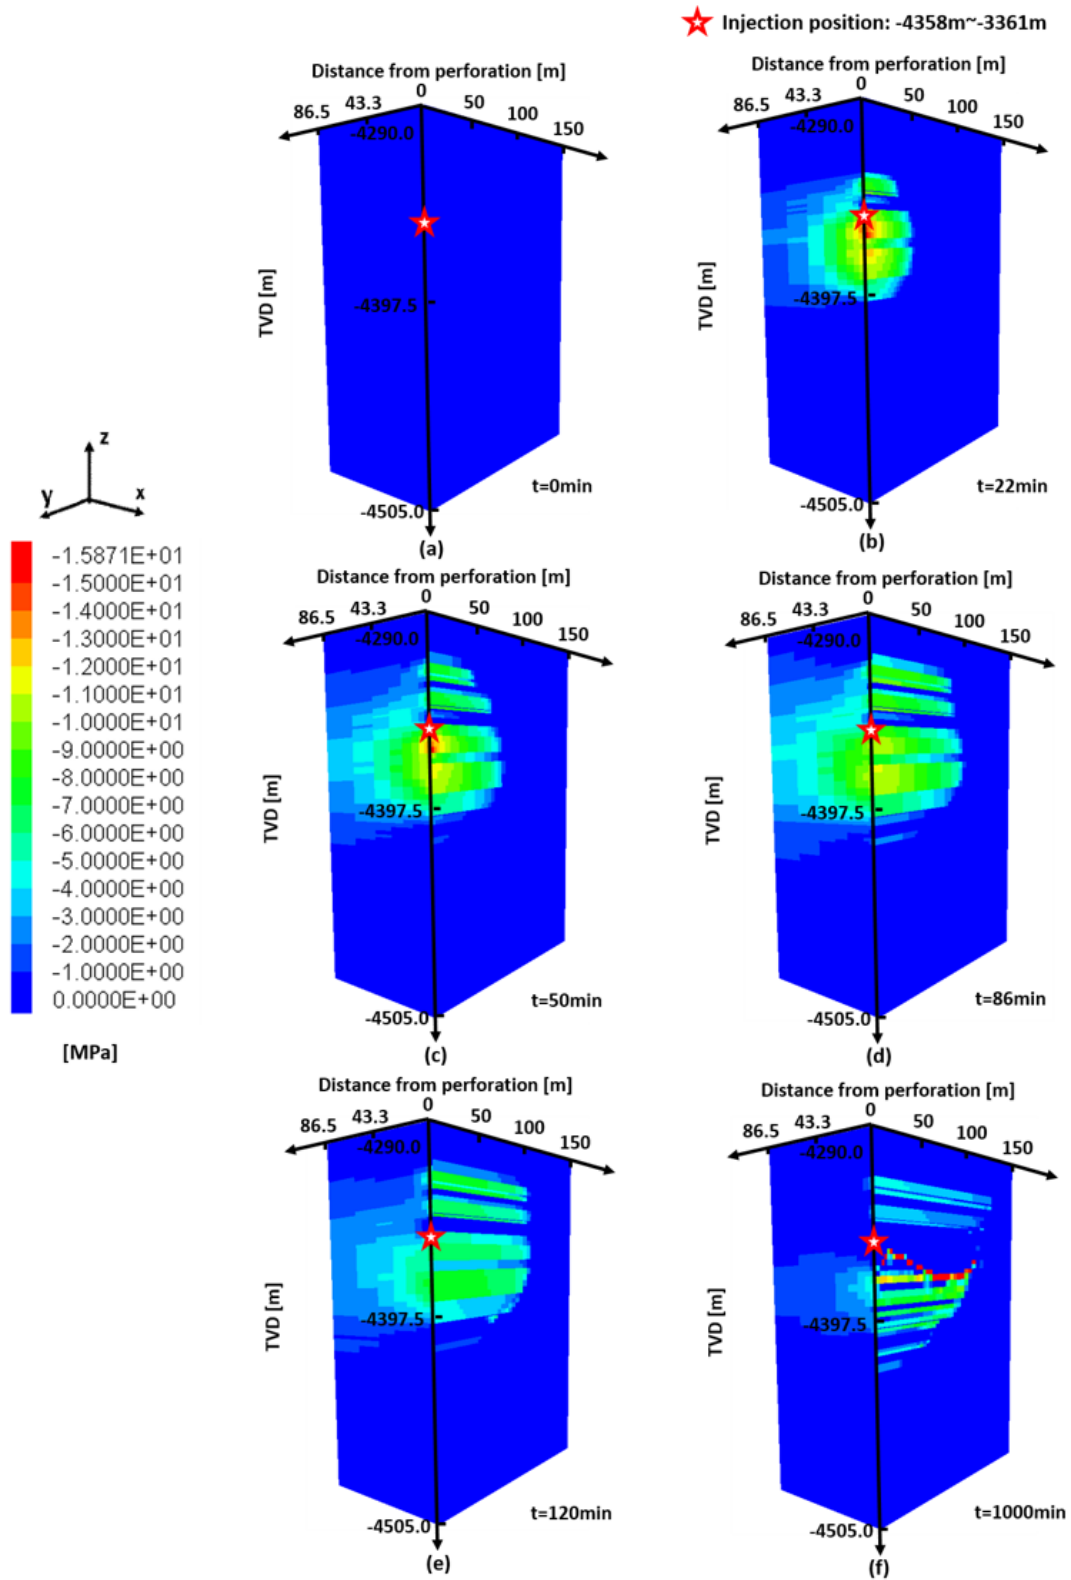 Injection position: -4358m~-3361m
Distance from perforation [m]
86.5 43.3 0 50 100 150
-4290.0
TVD [m]
-4397.5
-4505.0
t=0min
(a)
Distance from perforation [m]
86.5 43.3 0 50 100 150
-4290.0
TVD [m]
-4397.5
-4505.0
t=22min
(b)
z
y x
-1.5871E+01
-1.5000E+01
-1.4000E+01
-1.3000E+01
-1.2000E+01
-1.1000E+01
-1.0000E+01
-9.0000E+00
-8.0000E+00
-7.0000E+00
-6.0000E+00
-5.0000E+00
-4.0000E+00
-3.0000E+00
-2.0000E+00
-1.0000E+00
0.0000E+00
[MPa]
Distance from perforation [m]
86.5 43.3 0 50 100 150
-4290.0
TVD [m]
-4397.5
-4505.0
t=50min
(c)
Distance from perforation [m]
86.5 43.3 0 50 100 150
-4290.0
TVD [m]
-4397.5
-4505.0
t=86min
(d)
Distance from perforation [m]
86.5 43.3 0 50 100 150
-4290.0
TVD [m]
-4397.5
-4505.0
t=120min
(e)
Distance from perforation [m]
86.5 43.3 0 50 100 150
-4290.0
TVD [m]
-4397.5
-4505.0
t=1000min
(f)